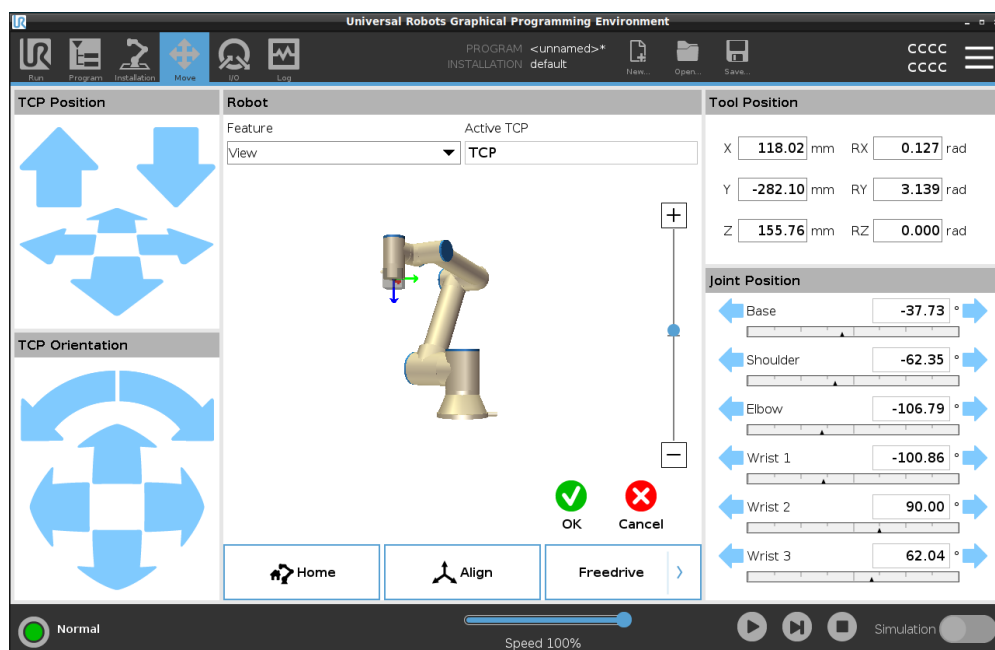 Universal Robots Graphical Programming Environment
UR
Run
Program
Installation
Move
I/O
Log
PROGRAM <unnamed>*
INSTALLATION default
New...
Open...
Save...
CCCC
CCCC
TCP Position
Robot
Tool Position
Feature
Active TCP
View
TCP
X 118.02 mm RX 0.127 rad
Y -282.10 mm RY 3.139 rad
Z 155.76 mm RZ 0.000 rad
Joint Position
Base -37.73 °
Shoulder -62.35 °
Elbow -106.79 °
Wrist 1 -100.86 °
Wrist 2 90.00 °
Wrist 3 62.04 °
TCP Orientation
OK
Cancel
Home
Align
Freedrive
Normal
Speed 100%
Simulation